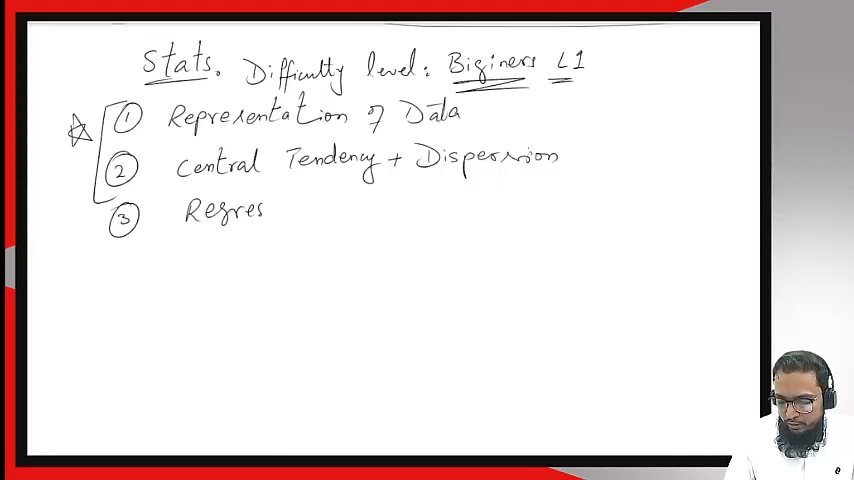 Stats. Difficulty level: Biginers L1
1 Representation of Data
2 Central Tendency + Dispersion
3 Regres